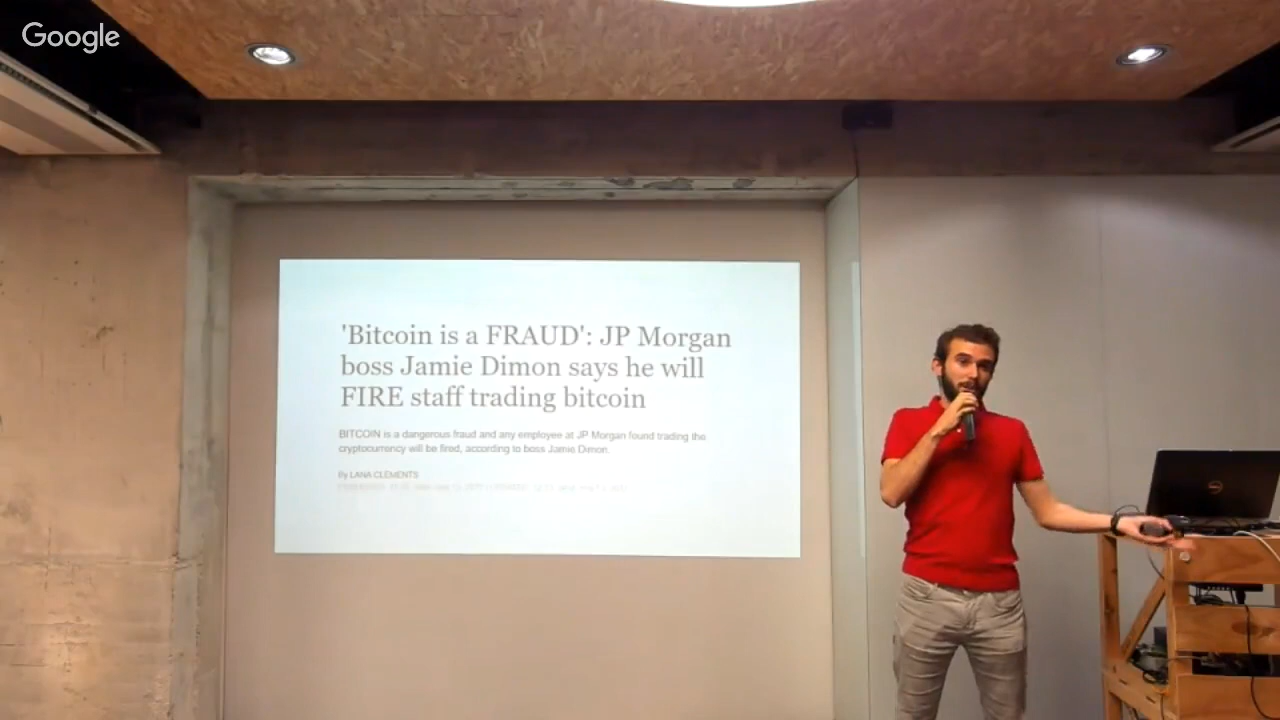 Google
'Bitcoin is a FRAUD': JP Morgan
boss Jamie Dimon says he will
FIRE staff trading bitcoin
BITCOIN is a dangerous fraud and any employee at JP Morgan found trading the
cryptocurrency will be fired, according to boss Jamie Dimon.
By LANA CLEMENTS
DELL